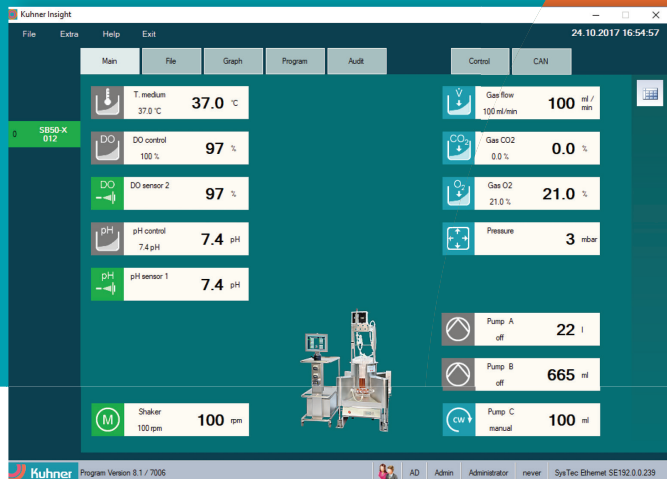 Kuhner Insight
File Extra Help Exit 24.10.2017 16:54:57
Main File Graph Program Audit Control CAN
T. medium
37.0 °C 37.0 °C
DO DO control
100 % 97 %
DO DO sensor 2
97 %
pH pH control
7.4 pH 7.4 pH
pH pH sensor 1
7.4 pH
M Shaker
100 rpm 100 rpm
0 SB50-X
012
V Gas flow
100 ml/min 100 ml / min
CO2 Gas CO2
0.0 % 0.0 %
O2 Gas O2
21.0 % 21.0 %
Pressure
3 mbar
Pump A
off 22 l
Pump B
off 665 ml
CW Pump C
manual 100 ml
Kuhner Program Version 8.1 / 7006 AD Admin Administrator never SysTec Ethernet SE192.0.0.239